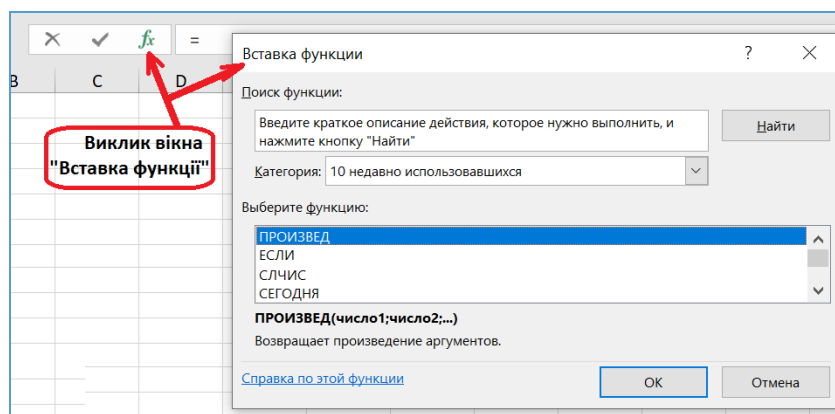 fx =
B C D
Виклик вікна
"Вставка функції"
Вставка функции ?
Поиск функции:
Введите краткое описание действия, которое нужно выполнить, и
нажмите кнопку "Найти"
Найти
Категория: 10 недавно использовавшихся
Выберите функцию:
ПРОИЗВЕД
ЕСЛИ
СЛЧИС
СЕГОДНЯ
ПРОИЗВЕД(число1;число2;...)
Возвращает произведение аргументов.
Справка по этой функции
ОК Отмена